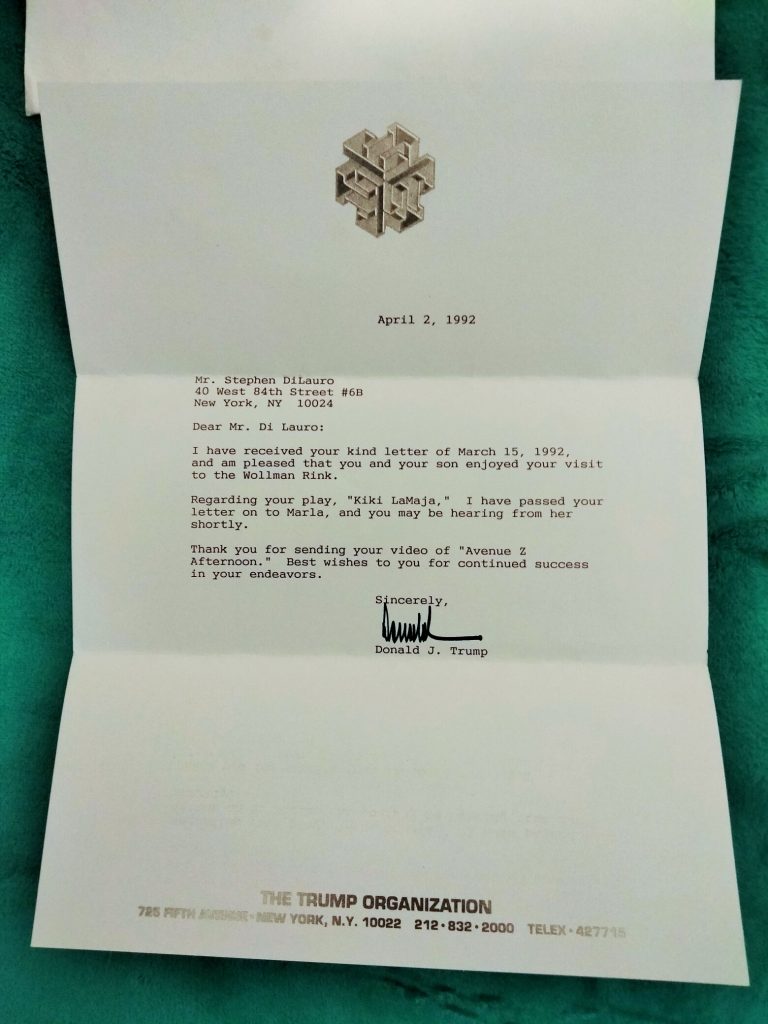 April 2, 1992
Mr. Stephen DiLauro
40 West 84th Street #6B
New York, NY 10024
Dear Mr. Di Lauro:
I have received your kind letter of March 15, 1992,
and am pleased that you and your son enjoyed your visit
to the Wollman Rink.
Regarding your play, "Kiki LaMaja," I have passed your
letter on to Marla, and you may be hearing from her
shortly.
Thank you for sending your video of "Avenue Z
Afternoon." Best wishes to you for continued success
in your endeavors.
Sincerely,
Donald
Donald J. Trump
THE TRUMP ORGANIZATION
725 FIFTH AVENUE • NEW YORK, N.Y. 10022 212 • 832 • 2000 TELEX • 427715